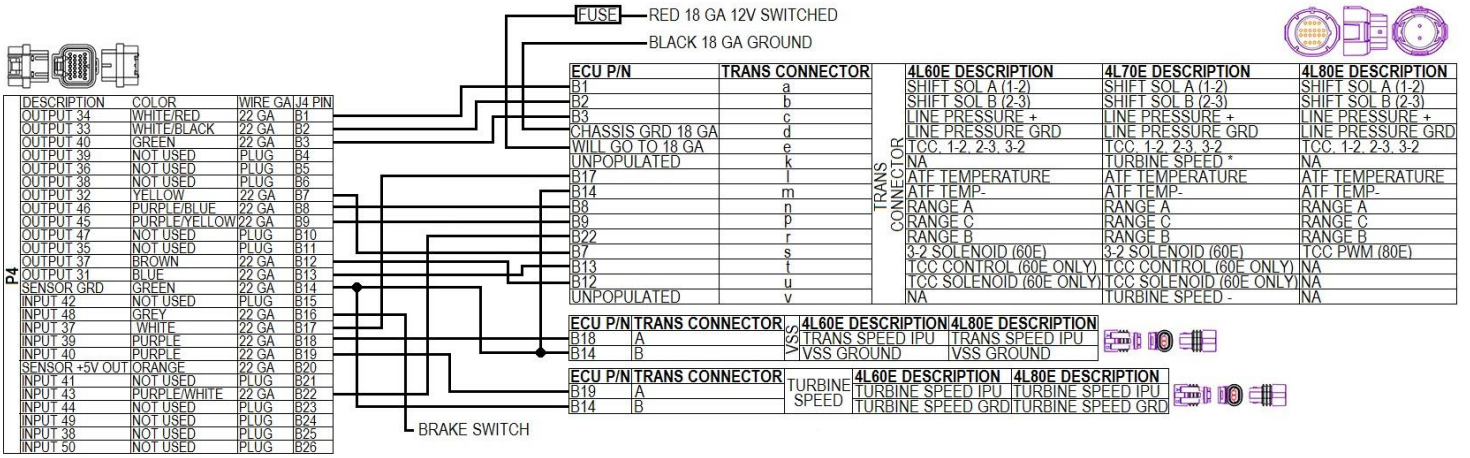 FUSE RED 18 GA 12V SWITCHED
BLACK 18 GA GROUND
P4
DESCRIPTION COLOR WIRE GA J4 PIN
OUTPUT 34 WHITE/RED 22 GA B1
OUTPUT 33 WHITE/BLACK 22 GA B2
OUTPUT 40 GREEN 22 GA B3
OUTPUT 39 NOT USED PLUG B4
OUTPUT 36 NOT USED PLUG B5
OUTPUT 38 NOT USED PLUG B6
OUTPUT 32 YELLOW 22 GA B7
OUTPUT 46 PURPLE/BLUE 22 GA B8
OUTPUT 45 PURPLE/YELLOW 22 GA B9
OUTPUT 47 NOT USED PLUG B10
OUTPUT 35 NOT USED PLUG B11
OUTPUT 37 BROWN 22 GA B12
OUTPUT 31 BLUE 22 GA B13
SENSOR GRD GREEN 22 GA B14
INPUT 42 NOT USED PLUG B15
INPUT 48 GREY 22 GA B16
INPUT 37 WHITE 22 GA B17
INPUT 39 PURPLE 22 GA B18
INPUT 40 PURPLE 22 GA B19
SENSOR +5V OUT ORANGE 22 GA B20
INPUT 41 NOT USED PLUG B21
INPUT 43 PURPLE/WHITE 22 GA B22
INPUT 44 NOT USED PLUG B23
INPUT 49 NOT USED PLUG B24
INPUT 38 NOT USED PLUG B25
INPUT 50 NOT USED PLUG B26
BRAKE SWITCH
ECU P/N TRANS CONNECTOR 4L60E DESCRIPTION 4L70E DESCRIPTION 4L80E DESCRIPTION
TRANS CONNECTOR
B1 a SHIFT SOL A (1-2) SHIFT SOL A (1-2) SHIFT SOL A (1-2)
B2 b SHIFT SOL B (2-3) SHIFT SOL B (2-3) SHIFT SOL B (2-3)
B3 c LINE PRESSURE + LINE PRESSURE + LINE PRESSURE +
CHASSIS GRD 18 GA d LINE PRESSURE GRD LINE PRESSURE GRD LINE PRESSURE GRD
WILL GO TO 18 GA e TCC, 1-2, 2-3, 3-2 TCC, 1-2, 2-3, 3-2 TCC, 1-2, 2-3, 3-2
UNPOPULATED k NA TURBINE SPEED * NA
B17 l ATF TEMPERATURE ATF TEMPERATURE ATF TEMPERATURE
B14 m ATF TEMP- ATF TEMP- ATF TEMP-
B8 n RANGE A RANGE A RANGE A
B9 p RANGE C RANGE C RANGE C
B22 r RANGE B RANGE B RANGE B
B7 s 3-2 SOLENOID (60E) 3-2 SOLENOID (60E) TCC PWM (80E)
B13 t TCC CONTROL (60E ONLY) TCC CONTROL (60E ONLY) NA
B12 u TCC SOLENOID (60E ONLY) TCC SOLENOID (60E ONLY) NA
UNPOPULATED v NA TURBINE SPEED - NA
ECU P/N TRANS CONNECTOR VSS 4L60E DESCRIPTION 4L80E DESCRIPTION
B18 A TRANS SPEED IPU TRANS SPEED IPU
B14 B VSS GROUND VSS GROUND
ECU P/N TRANS CONNECTOR TURBINE SPEED 4L60E DESCRIPTION 4L80E DESCRIPTION
B19 A TURBINE SPEED IPU TURBINE SPEED IPU
B14 B TURBINE SPEED GRD TURBINE SPEED GRD